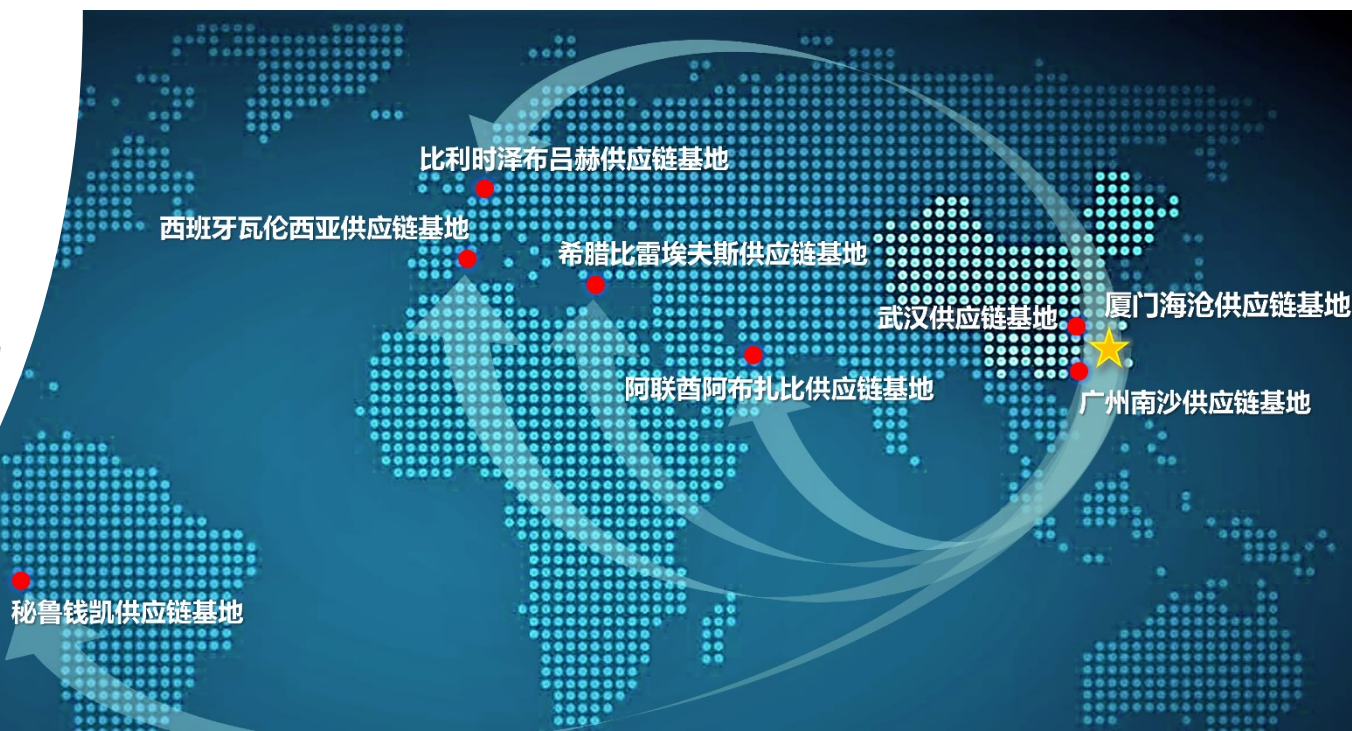 比利时泽布吕赫供应链基地
西班牙瓦伦西亚供应链基地
希腊比雷埃夫斯供应链基地
武汉供应链基地
厦门海沧供应链基地
阿联酋阿布扎比供应链基地
广州南沙供应链基地
秘鲁钱凯供应链基地